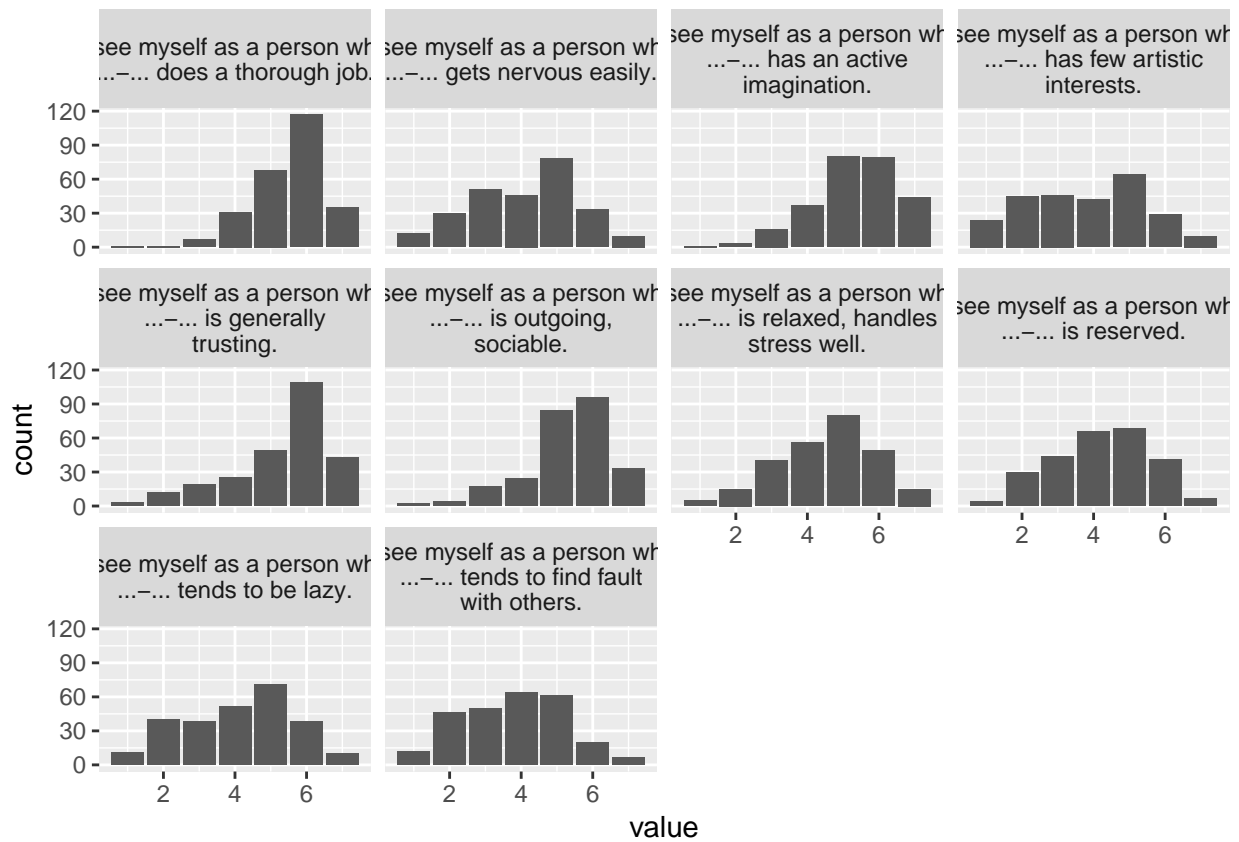 see myself as a person wh
...–... does a thorough job.
see myself as a person wh
...–... gets nervous easily.
see myself as a person wh
...–... has an active
imagination.
see myself as a person wh
...–... has few artistic
interests.
120
90
60
30
0
see myself as a person wh
...–... is generally
trusting.
see myself as a person wh
...–... is outgoing,
sociable.
see myself as a person wh
...–... is relaxed, handles
stress well.
see myself as a person wh
...–... is reserved.
count
120
90
60
30
0
2 4 6
2 4 6
see myself as a person wh
...–... tends to be lazy.
see myself as a person wh
...–... tends to find fault
with others.
120
90
60
30
0
2 4 6
2 4 6
value